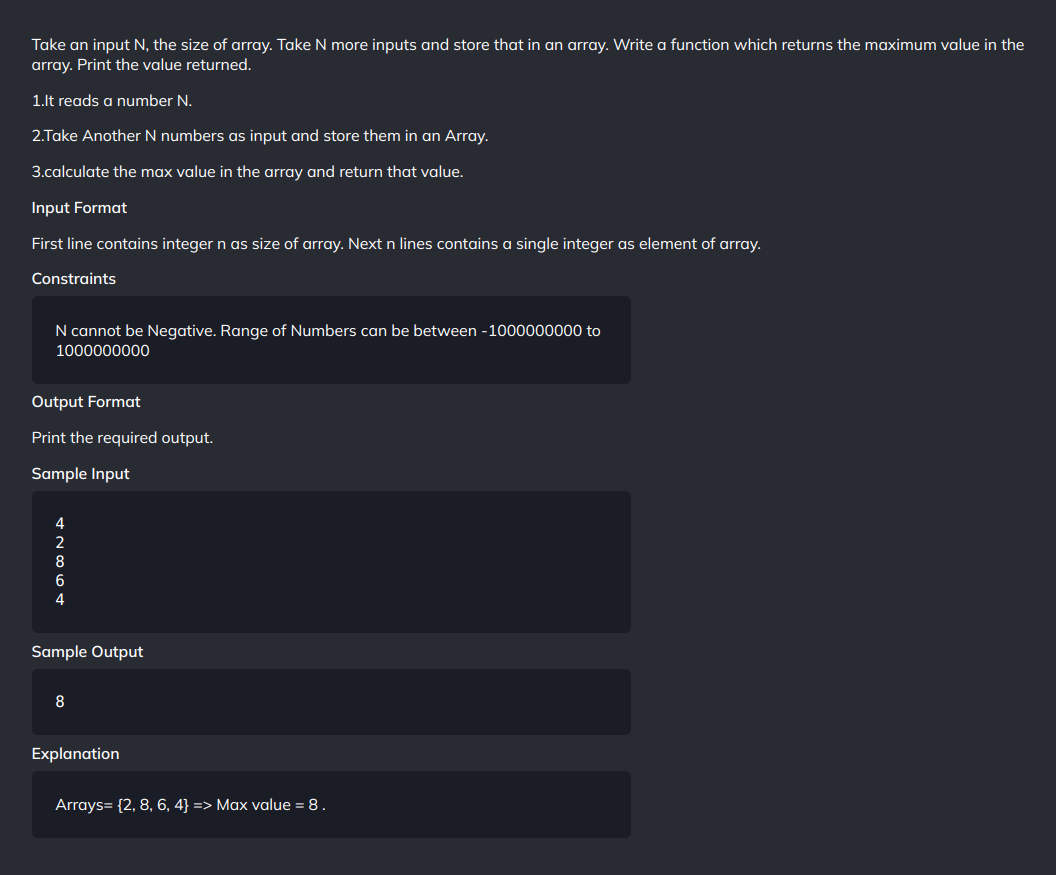 Take an input N, the size of array. Take N more inputs and store that in an array. Write a function which returns the maximum value in the
array. Print the value returned.
1.It reads a number N.
2.Take Another N numbers as input and store them in an Array.
3.calculate the max value in the array and return that value.
Input Format
First line contains integer n as size of array. Next n lines contains a single integer as element of array.
Constraints
N cannot be Negative. Range of Numbers can be between -1000000000 to
1000000000
Output Format
Print the required output.
Sample Input
4
2
8
6
4
Sample Output
8
Explanation
Arrays= {2, 8, 6, 4} => Max value = 8 .